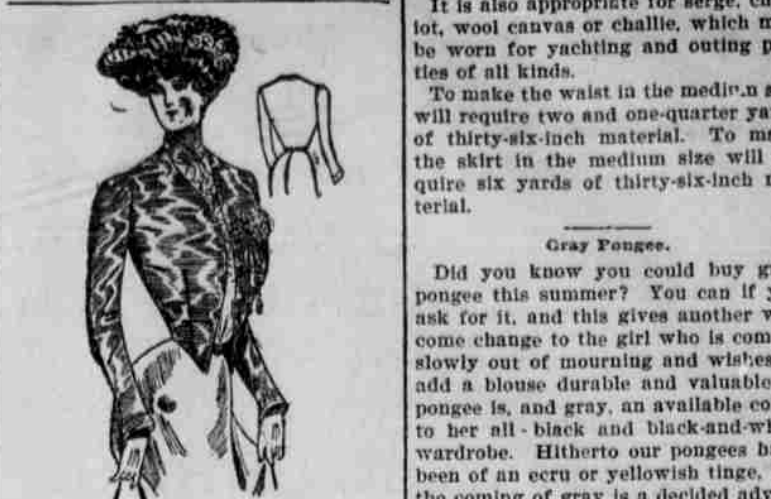 It is also appropriate for serge,
lot, wool canvas or challie, which
be worn for yachting and outing
ties of all kinds.
To make the waist in the medium
will require two and one-quarter
of thirty-six-inch material. To
the skirt in the medium size will
quire six yards of thirty-six-inch
terial.
Gray Pongee.
Did you know you could buy
pongee this summer? You can if
ask for it, and this gives another
come change to the girl who is
slowly out of mourning and wishes
add a blouse durable and valuable
pongee is, and gray, an available
to her all-black and
wardrobe. Hitherto our pongees
been of an ecru or yellowish tinge,
the coming of gray is a decided